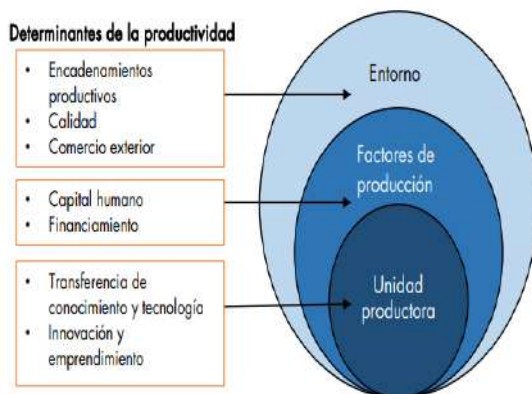 Determinantes de la productividad
• Encadenamientos
productivos
• Calidad
• Comercio exterior
• Capital humano
• Financiamiento
• Transferencia de
conocimiento y tecnología
• Innovación y
emprendimiento
Entorno
Factores de
producción
Unidad
productora